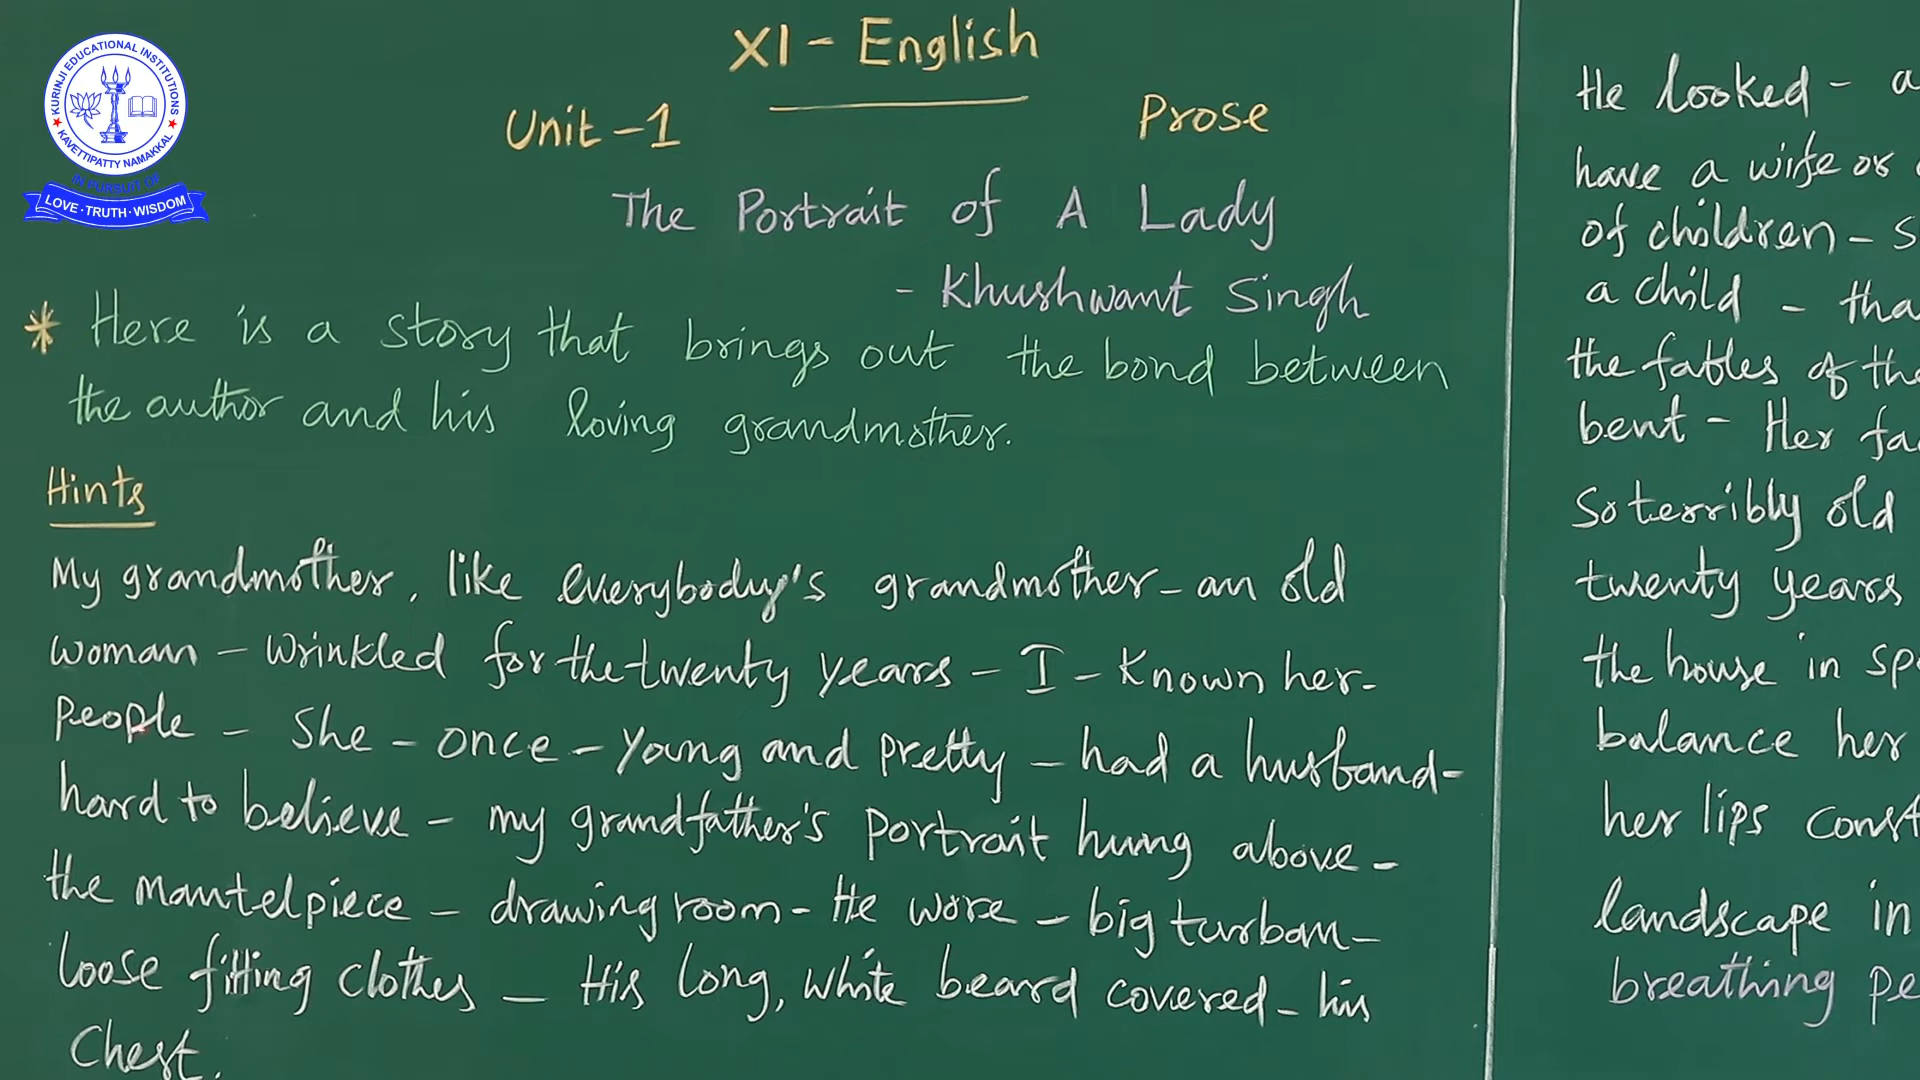 KURINJI EDUCATIONAL INSTITUTIONS
KAVETTIPATTY NAMAKKAL
IN PURSUIT OF
LOVE · TRUTH · WISDOM
XI - English
Unit - 1
Prose
The Portrait of A Lady
- Khushwant Singh
* Here is a story that brings out the bond between
the author and his loving grandmother.
Hints
My grandmother, like everybody's grandmother - an old
woman - wrinkled for the twenty years - I - known her -
people - She - once - young and pretty - had a husband -
hard to believe - my grandfather's portrait hung above -
the mantelpiece - drawing room - He wore - big turban -
loose fitting clothes - His long, white beard covered - his
Chest.
He looked - a
have a wife or
of children - s
a child - tha
the fables of the
bent - Her fa
so terribly old
twenty years
the house in sp
balance her
her lips const
landscape in
breathing pe